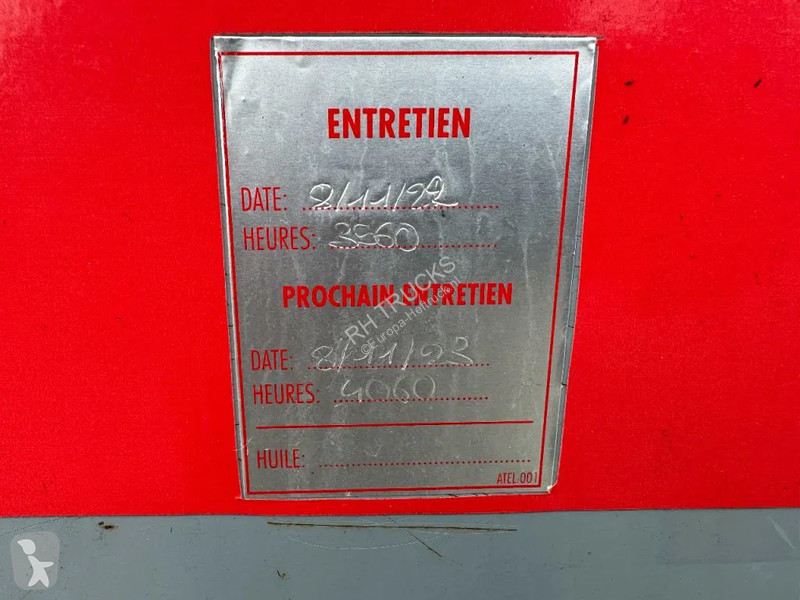 ENTRETIEN
DATE: 8/11/22
HEURES: 3560
PROCHAIN ENTRETIEN
DATE: 8/11/23
HEURES: 4060
HUILE:
ATEL 001
RH TRUCKS